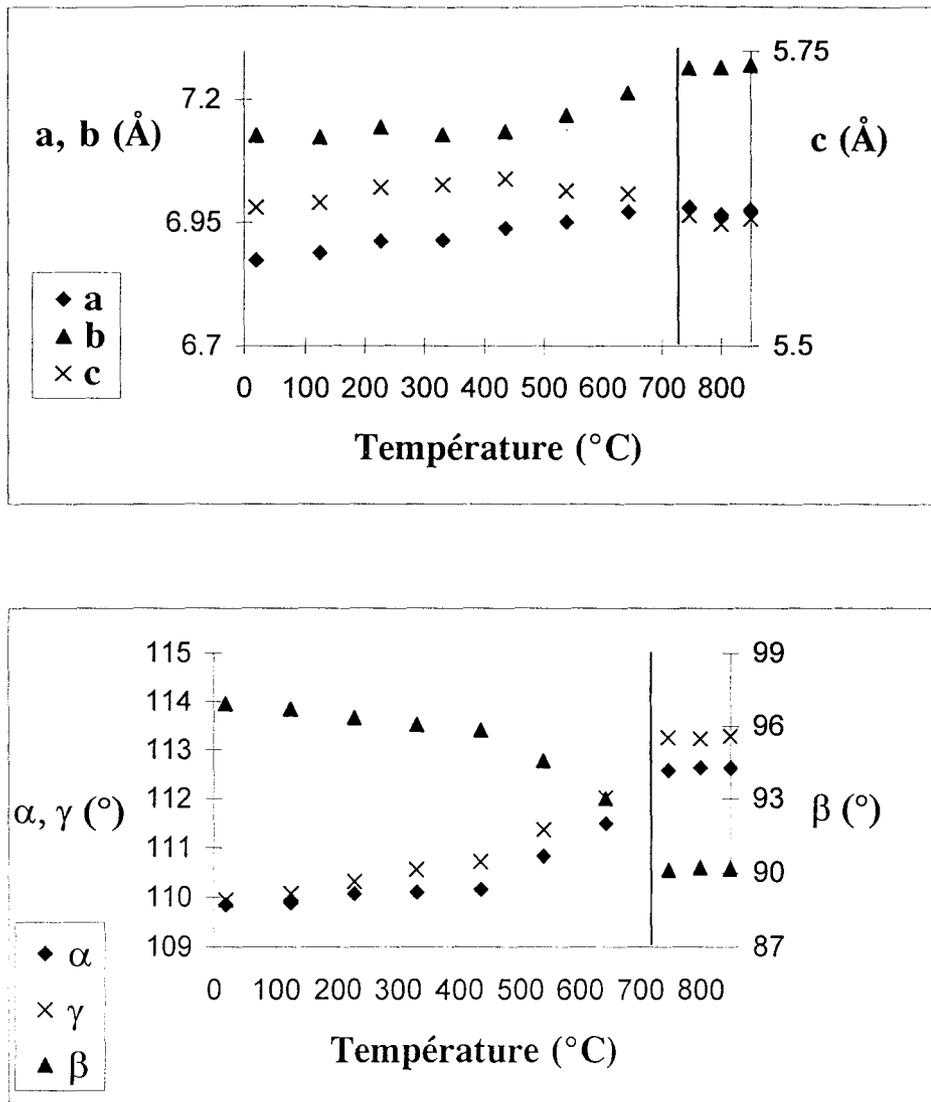 5.75
7.2
a, b (Å)
c (Å)
6.95
a
b
c
6.7
5.5
0 100 200 300 400 500 600 700 800
Température (°C)
115
99
114
96
113
112
93
α, γ (°)
β (°)
111
110
90
109
87
α
γ
β
0 100 200 300 400 500 600 700 800
Température (°C)